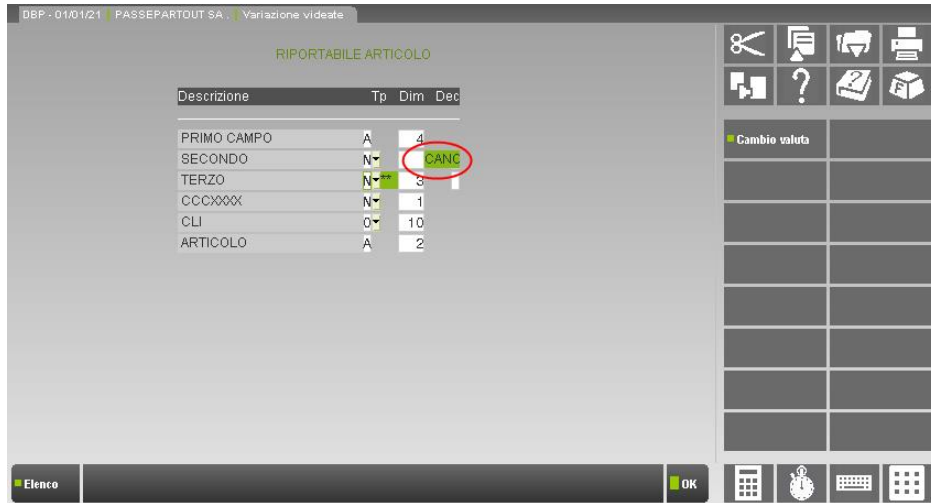 DBP - 01/01/21 PASSEPARTOUT SA . Variazione videate
RIPORTABILE ARTICOLO
Descrizione Tp Dim Dec
PRIMO CAMPO A 4
SECONDO N CANC
TERZO N ** 3
CCCXXXX N 1
CLI 0 10
ARTICOLO A 2
Cambio valuta
Elenco
OK
? ? F